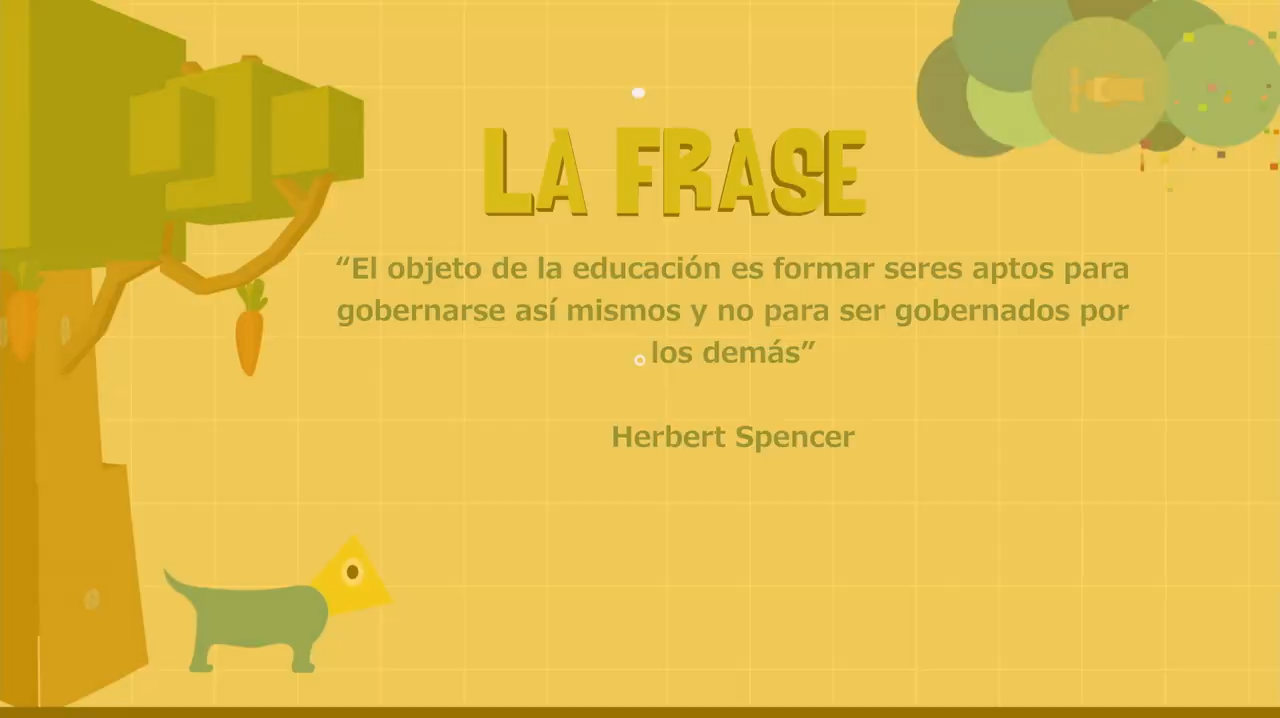 LA FRASE
“El objeto de la educación es formar seres aptos para
gobernarse así mismos y no para ser gobernados por
los demás”
Herbert Spencer